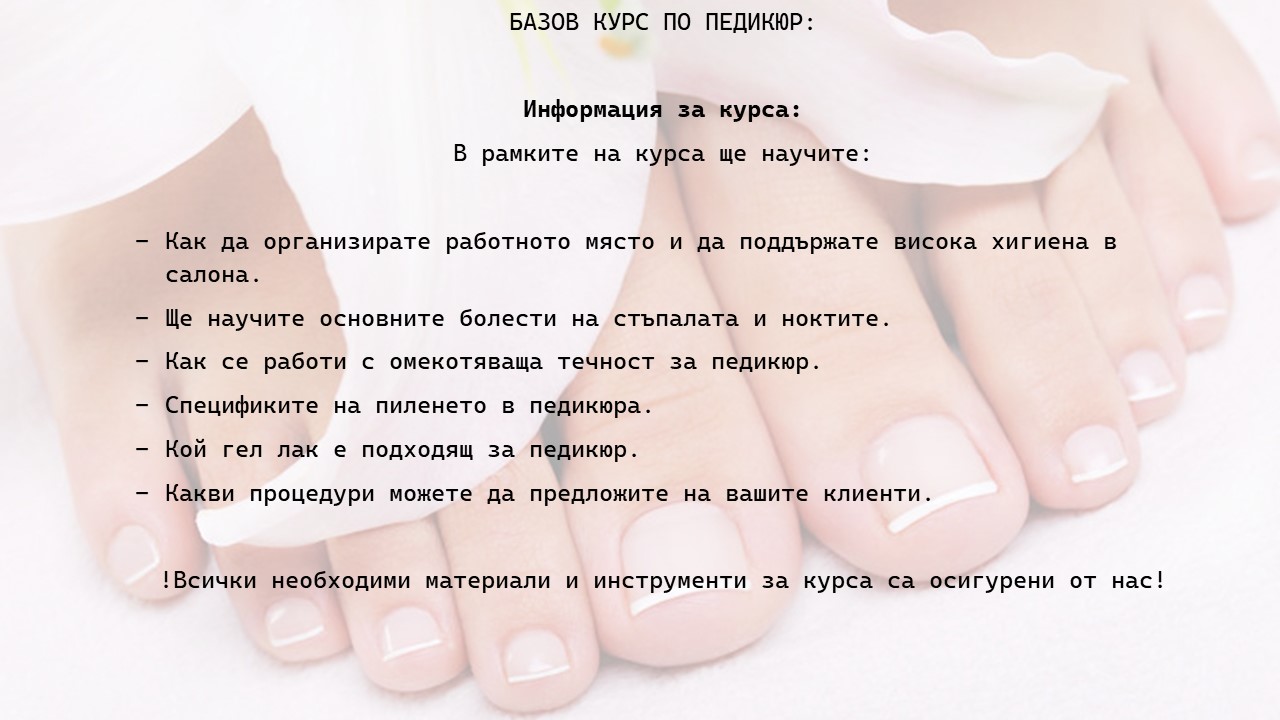 БАЗОВ КУРС ПО ПЕДИКЮР:
Информация за курса:
В рамките на курса ще научите:
– Как да организирате работното място и да поддържате висока хигиена в
салона.
– Ще научите основните болести на стъпалата и ноктите.
– Как се работи с омекотяваща течност за педикюр.
– Спецификите на пиленето в педикюра.
– Кой гел лак е подходящ за педикюр.
– Какви процедури можете да предложите на вашите клиенти.
!Всички необходими материали и инструменти за курса са осигурени от нас!